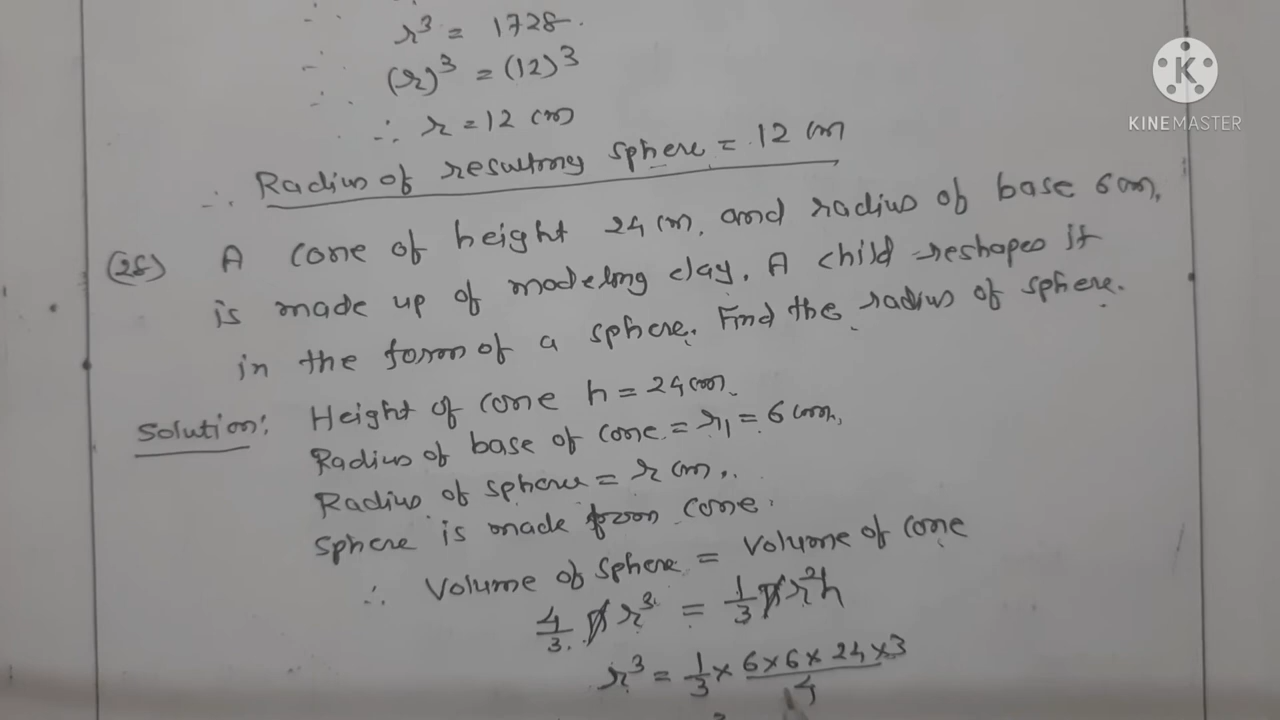 ∴ r³ = 1728.
∴ (r)³ = (12)³
∴ r = 12 cm
∴ Radius of resulting sphere = 12 cm
(28) A cone of height 24 cm, and radius of base 6 cm,
is made up of modeling clay. A child reshapes it
in the form of a sphere. Find the radius of sphere.
Solution: Height of cone h = 24 cm.
Radius of base of cone = r₁ = 6 cm,
Radius of sphere = r cm.
Sphere is made from cone.
∴ Volume of sphere = Volume of cone
4/3 π r³ = 1/3 π r²h
r³ = 1/3 × 6 × 6 × 24 × 3 / 4
KINEMASTER